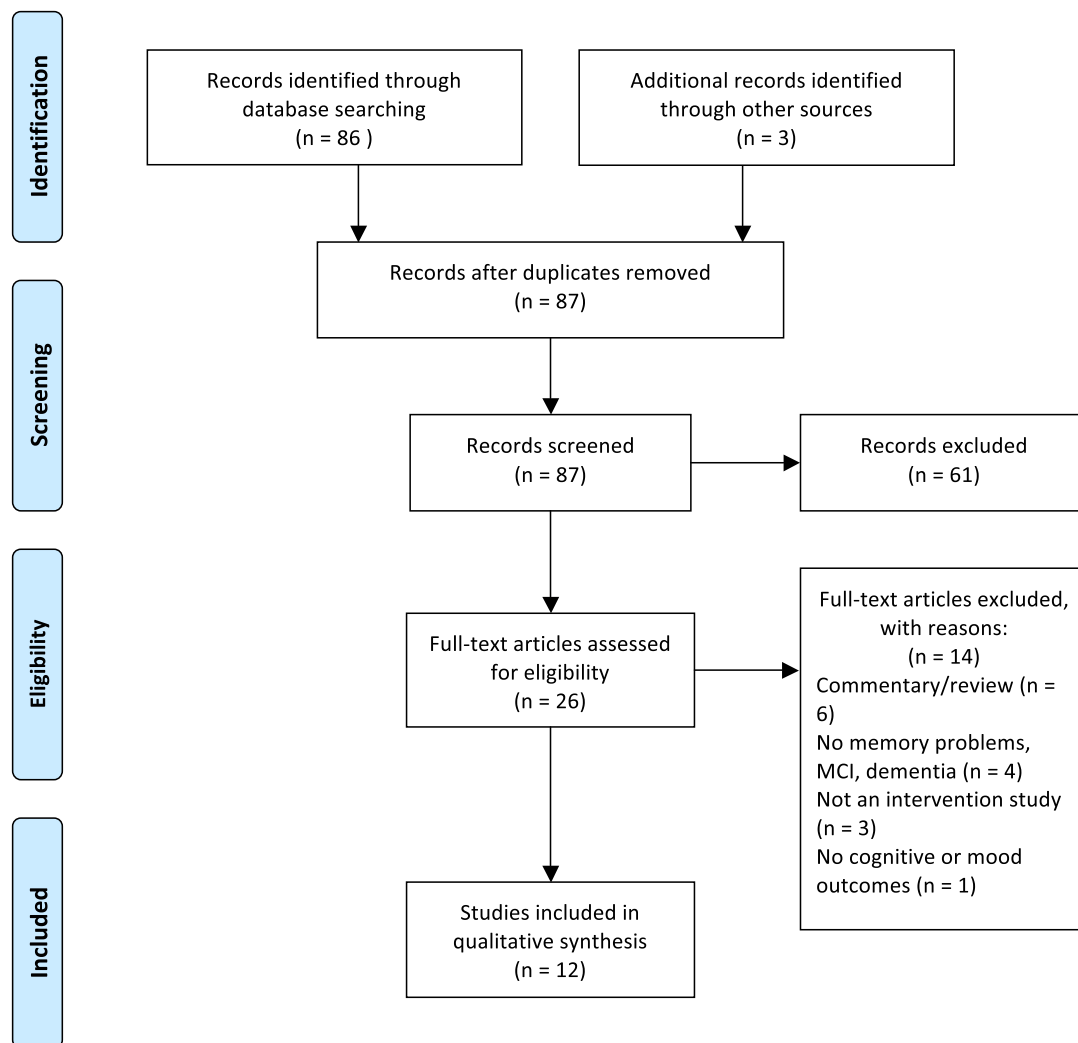 Identification
Records identified through
database searching
(n = 86 )
Additional records identified
through other sources
(n = 3)
Records after duplicates removed
(n = 87)
Screening
Records screened
(n = 87)
Records excluded
(n = 61)
Eligibility
Full-text articles assessed
for eligibility
(n = 26)
Full-text articles excluded,
with reasons:
(n = 14)
Commentary/review (n =
6)
No memory problems,
MCI, dementia (n = 4)
Not an intervention study
(n = 3)
No cognitive or mood
outcomes (n = 1)
Included
Studies included in
qualitative synthesis
(n = 12)